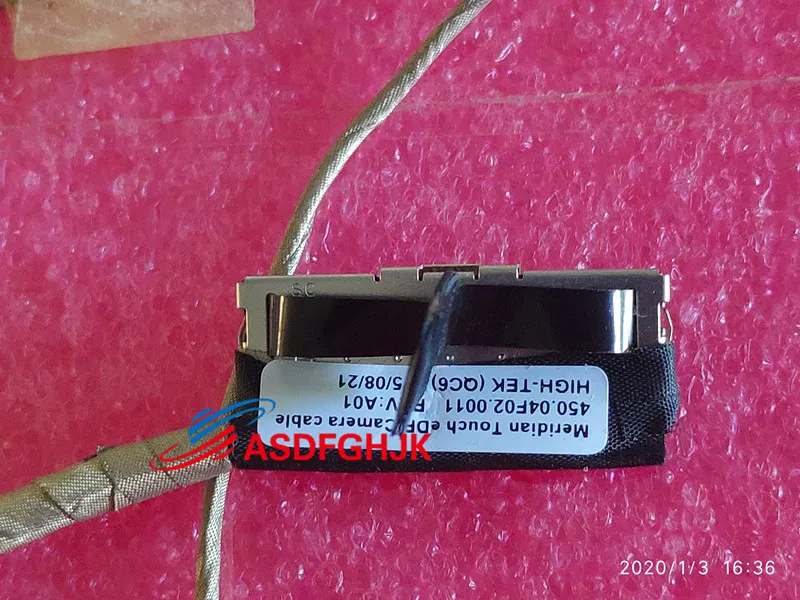 SC
Meridian Touch eDP Camera cable
450.04F02.0011 REV:A01
HIGH-TEK (QC6) 5/08/21
ASDFGHJK
2020/1/3 16:36